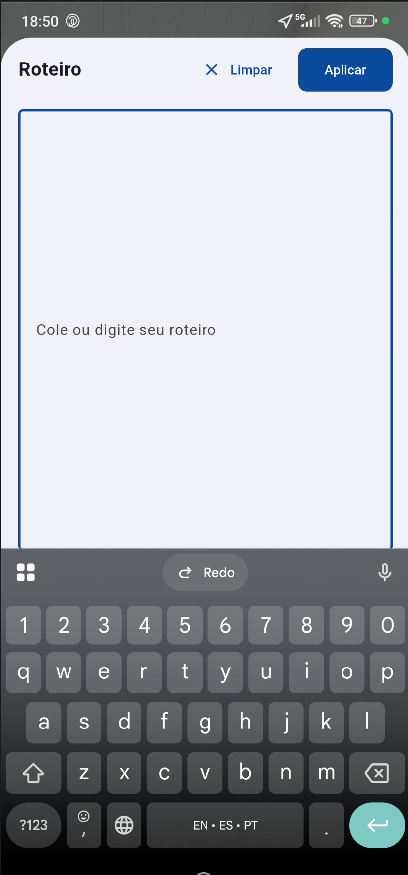 18:50 5G 47
Roteiro Limpar Aplicar
Cole ou digite seu roteiro
Redo
1 2 3 4 5 6 7 8 9 0
q w e r t y u i o p
a s d f g h j k l
z x c v b n m
?123 , EN • ES • PT .